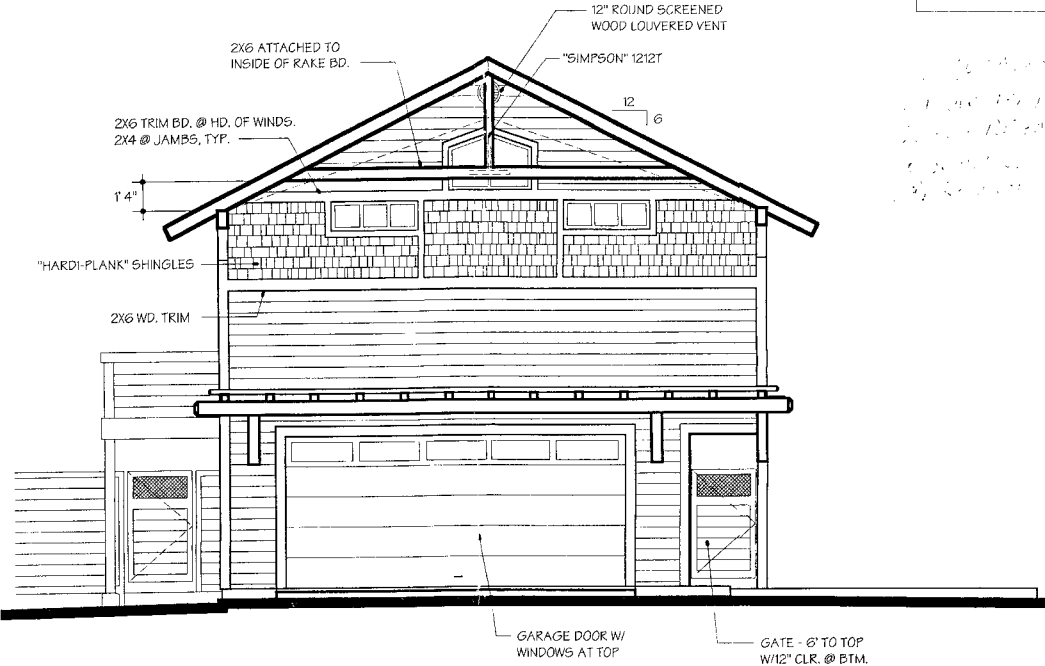 12" ROUND SCREENED
WOOD LOUVERED VENT
2X6 ATTACHED TO
INSIDE OF RAKE BD.
"SIMPSON" 1212T
12
6
2X6 TRIM BD. @ HD. OF WINDS.
2X4 @ JAMBS, TYP.
1'4"
"HARDI-PLANK" SHINGLES
2X6 WD. TRIM
GARAGE DOOR W/
WINDOWS AT TOP
GATE - 6' TO TOP
W/12" CLR. @ BTM.